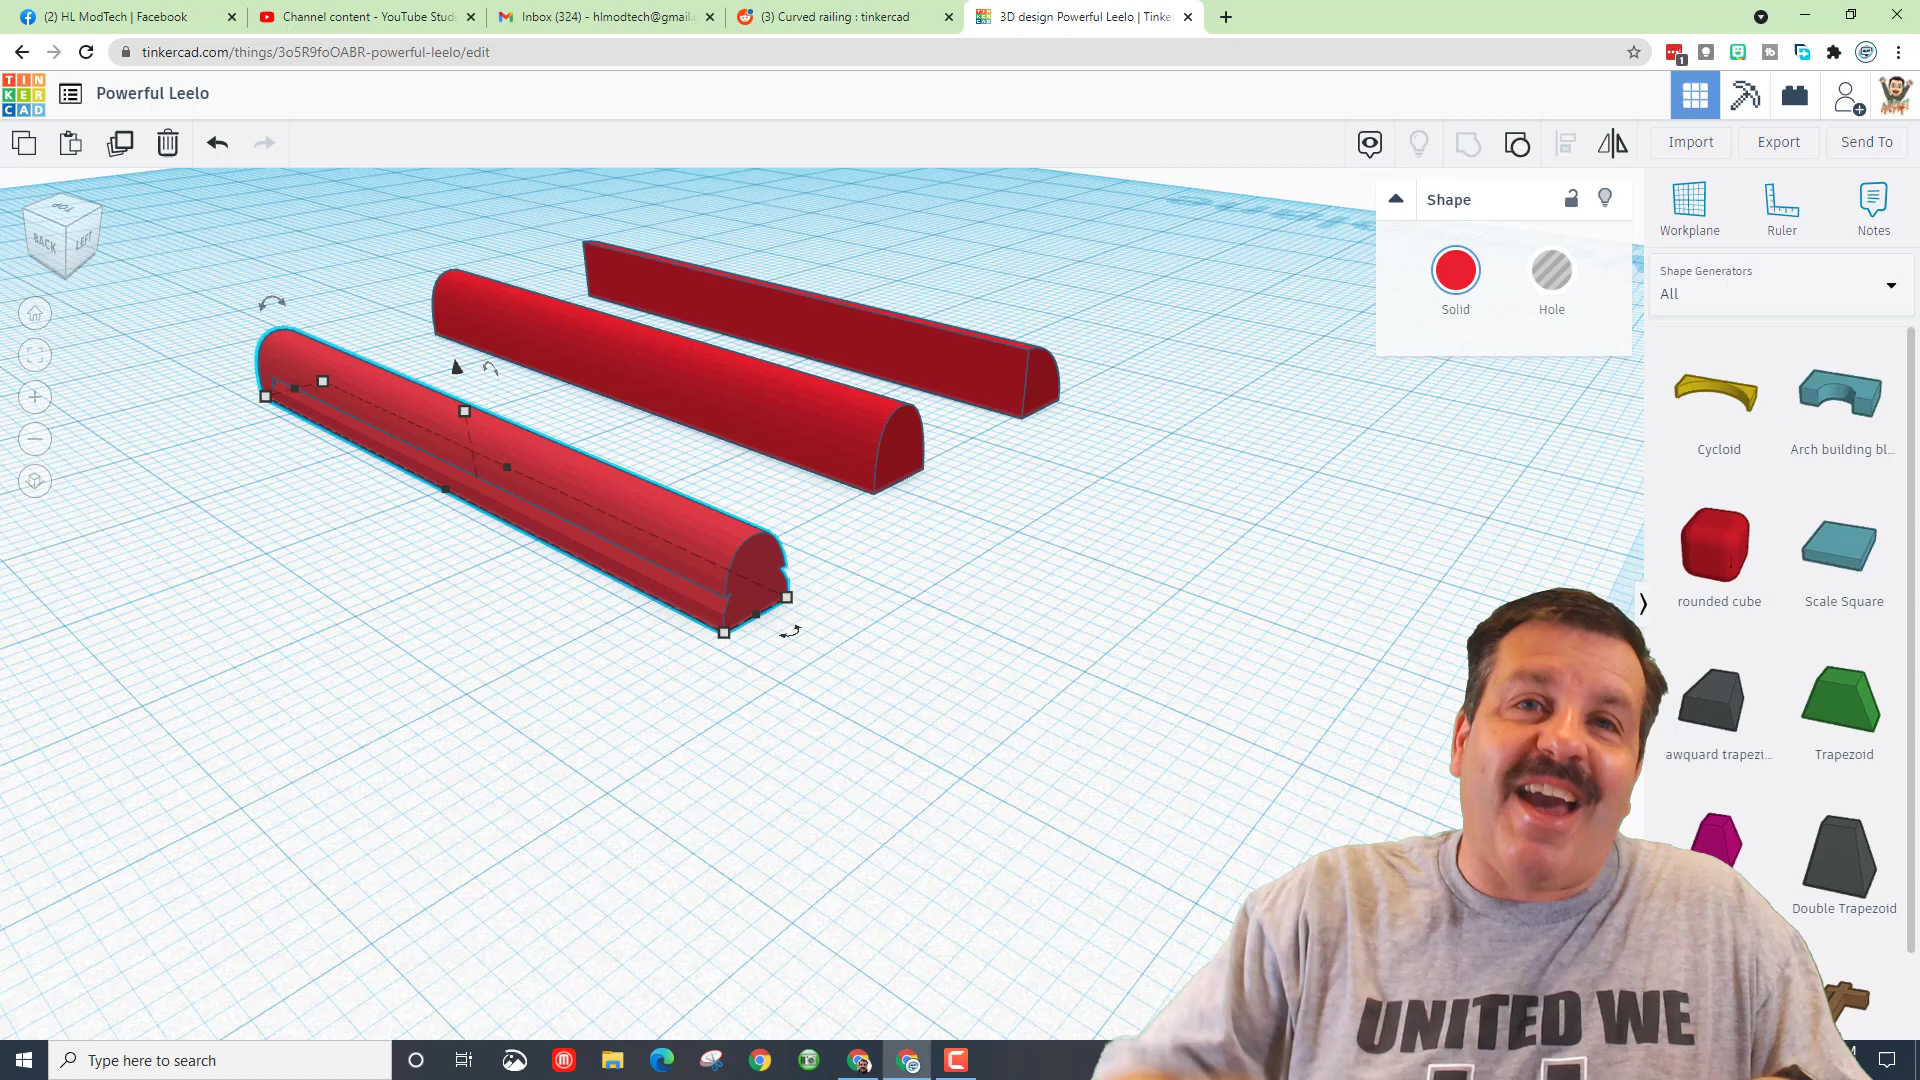 (2) HL ModTech | Facebook
Channel content - YouTube Studi
Inbox (324) - hlmodtech@gmail.
(3) Curved railing : tinkercad
3D design Powerful Leelo | Tinke
tinkercad.com/things/3o5R9foOABR-powerful-leelo/edit
1
TIN
KER
CAD
Powerful Leelo
Import
Export
Send To
TOP
BACK
LEFT
Shape
Solid
Hole
Workplane
Ruler
Notes
Shape Generators
All
Cycloid
Arch building bl...
rounded cube
Scale Square
awquard trapezi...
Trapezoid
Double Trapezoid
UNITED WE
Type here to search